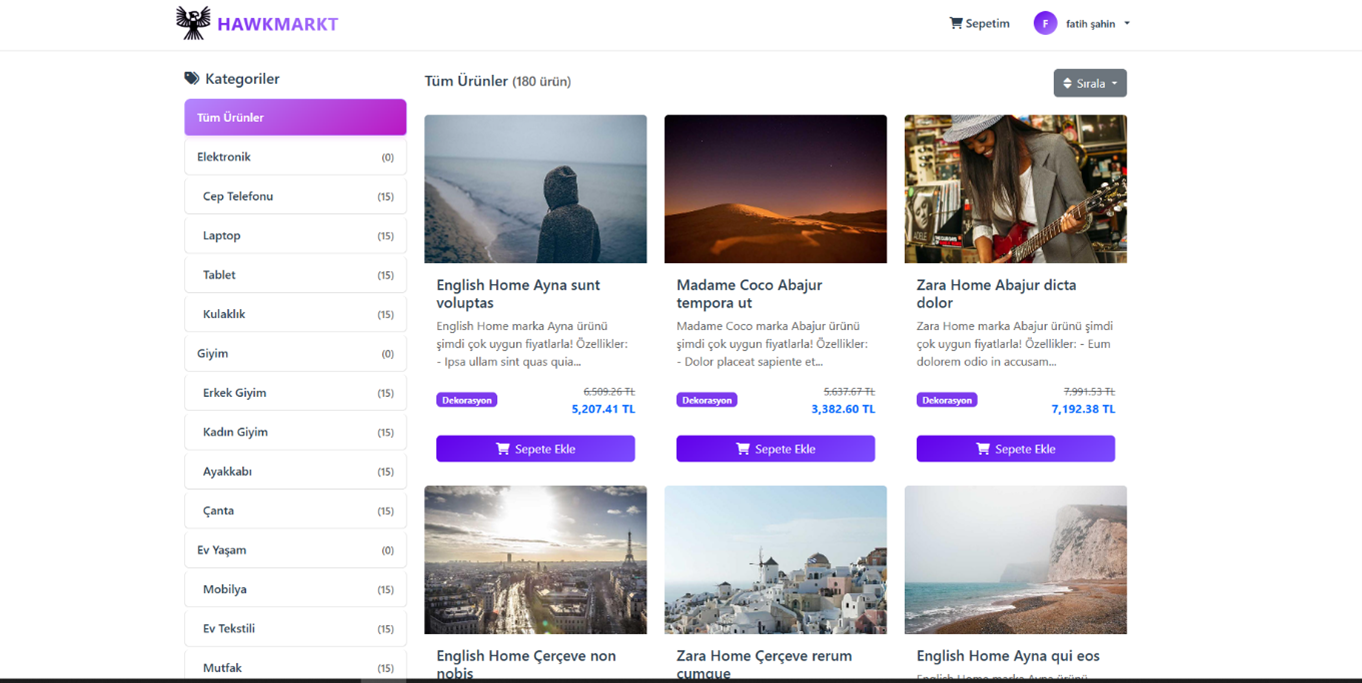 HAWKMARKT
Sepetim
F fatih şahin
Kategoriler
Tüm Ürünler
Elektronik (0)
Cep Telefonu (15)
Laptop (15)
Tablet (15)
Kulaklık (15)
Giyim (0)
Erkek Giyim (15)
Kadın Giyim (15)
Ayakkabı (15)
Çanta (15)
Ev Yaşam (0)
Mobilya (15)
Ev Tekstili (15)
Mutfak (15)
Tüm Ürünler (180 ürün)
Sırala
English Home Ayna sunt
voluptas
English Home marka Ayna ürünü
şimdi çok uygun fiyatlarla! Özellikler:
- Ipsa ullam sint quas quia...
Dekorasyon
6.509.26 TL
5,207.41 TL
Sepete Ekle
Madame Coco Abajur
tempora ut
Madame Coco marka Abajur ürünü
şimdi çok uygun fiyatlarla! Özellikler:
- Dolor placeat sapiente et...
Dekorasyon
5,637.67 TL
3,382.60 TL
Sepete Ekle
Zara Home Abajur dicta
dolor
Zara Home marka Abajur ürünü şimdi
çok uygun fiyatlarla! Özellikler: - Eum
dolorem odio in accusam...
Dekorasyon
7,991.53 TL
7,192.38 TL
Sepete Ekle
English Home Çerçeve non
nobis
Zara Home Çerçeve rerum
cumque
English Home Ayna qui eos
English Home marka Ayna ürünü